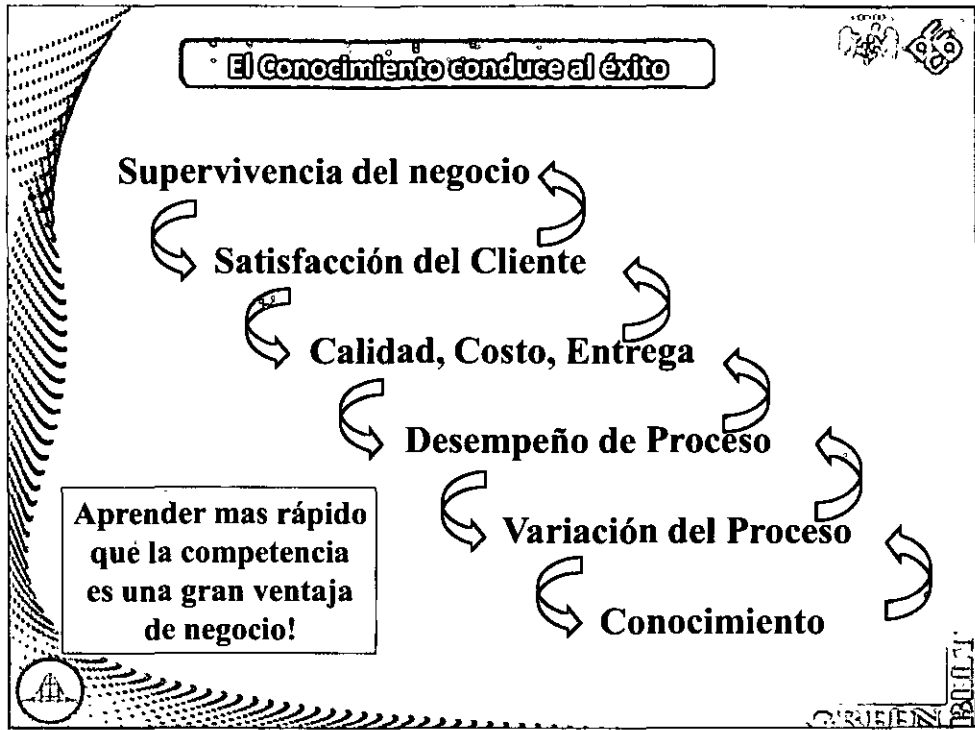 El Conocimiento conduce al éxito
Supervivencia del negocio
Satisfacción del Cliente
Calidad, Costo, Entrega
Desempeño de Proceso
Variación del Proceso
Conocimiento
Aprender mas rápido
que la competencia
es una gran ventaja
de negocio!
GREEN